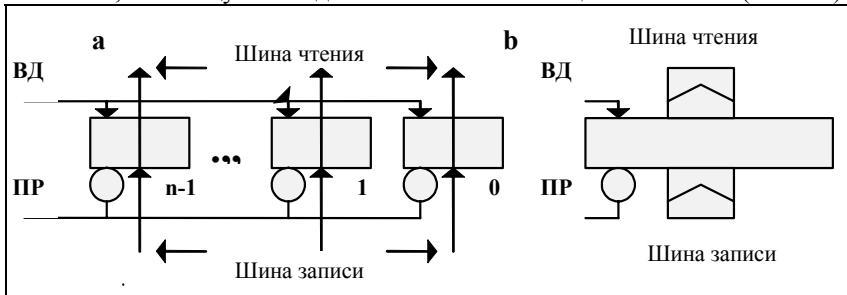 a Шина чтения b Шина чтения
ВД ВД
ПР n-1 1 0 ПР
Шина записи Шина записи